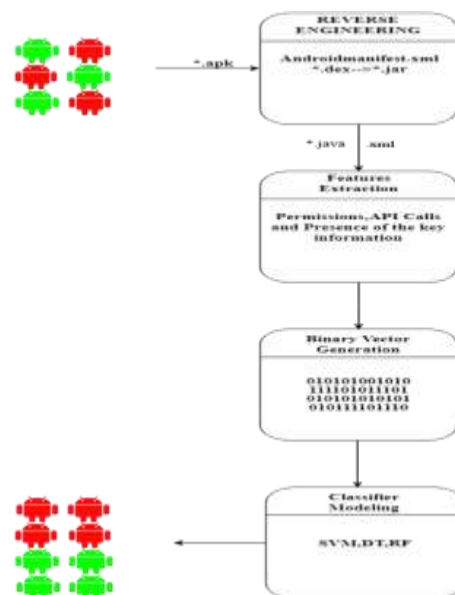 REVERSE
ENGINEERING
Androidmanifest.xml
*.dex-->*.jar
*.apk
*.java .xml
Features
Extraction
Permissions,API Calls
and Presence of the key
information
Binary Vector
Generation
010101001010
111101011101
010101010101
010111101110
Classifier
Modeling
SVM,DT,RF